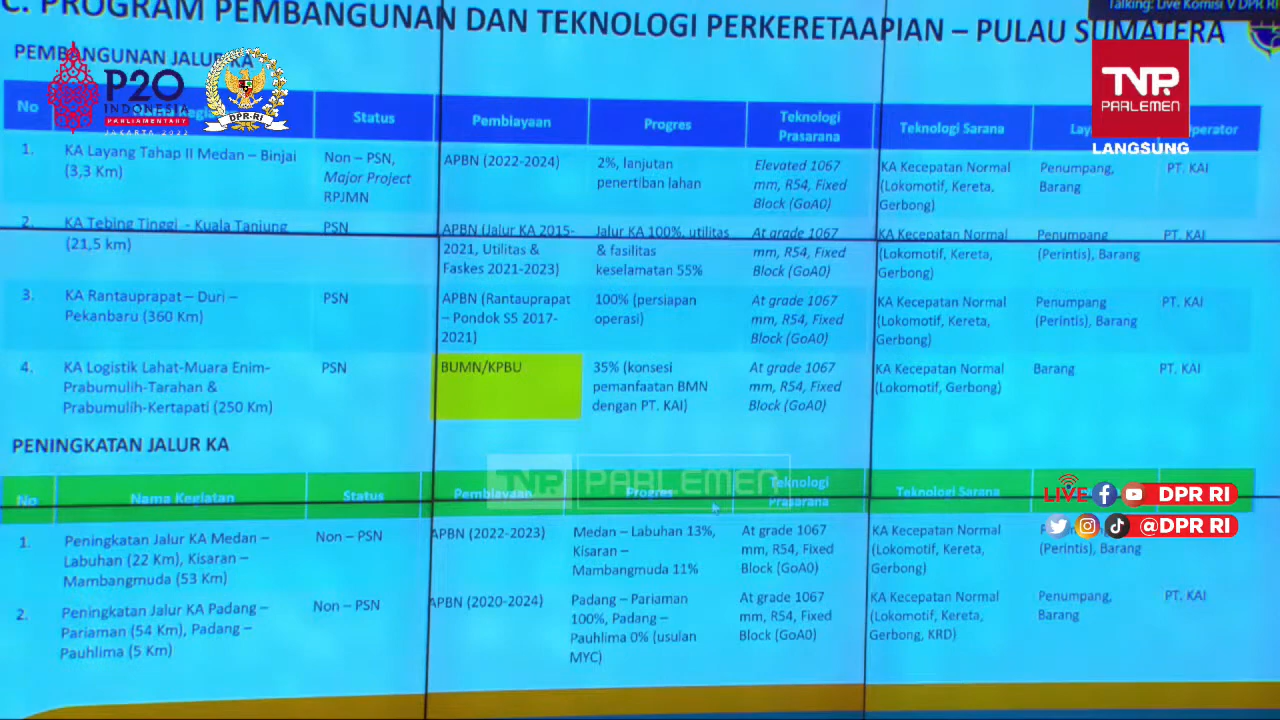 Talking: Live Komisi V DPR RI
C. PROGRAM PEMBANGUNAN DAN TEKNOLOGI PERKERETAAPIAN – PULAU SUMATERA
PEMBANGUNAN JALUR KA
P20
INDONESIA
PARLIAMENTARY
JAKARTA 2022
DPR-RI
TVR
PARLEMEN
LANGSUNG
No Status Pembiayaan Progres Teknologi Prasarana Teknologi Sarana Operator
1. KA Layang Tahap II Medan – Binjai (3,3 Km) Non – PSN, Major Project RPJMN APBN (2022-2024) 2%, lanjutan penertiban lahan Elevated 1067 mm, R54, Fixed Block (GoA0) KA Kecepatan Normal (Lokomotif, Kereta, Gerbong) Penumpang, Barang PT. KAI
2. KA Tebing Tinggi - Kuala Tanjung (21,5 km) PSN APBN (Jalur KA 2015-2021, Utilitas & Faskes 2021-2023) Jalur KA 100%, utilitas & fasilitas keselamatan 55% At grade 1067 mm, R54, Fixed Block (GoA0) KA Kecepatan Normal (Lokomotif, Kereta, Gerbong) Penumpang (Perintis), Barang PT. KAI
3. KA Rantauprapat – Duri – Pekanbaru (360 Km) PSN APBN (Rantauprapat – Pondok S5 2017-2021) 100% (persiapan operasi) At grade 1067 mm, R54, Fixed Block (GoA0) KA Kecepatan Normal (Lokomotif, Kereta, Gerbong) Penumpang (Perintis), Barang PT. KAI
4. KA Logistik Lahat-Muara Enim-Prabumulih-Tarahan & Prabumulih-Kertapati (250 Km) PSN BUMN/KPBU 35% (konsesi pemanfaatan BMN dengan PT. KAI) At grade 1067 mm, R54, Fixed Block (GoA0) KA Kecepatan Normal (Lokomotif, Gerbong) Barang PT. KAI
PENINGKATAN JALUR KA
TVR PARLEMEN
No Nama Kegiatan Status Pembiayaan Progres Teknologi Prasarana Teknologi Sarana
LIVE DPR RI
@DPR RI
1. Peningkatan Jalur KA Medan – Labuhan (22 Km), Kisaran – Mambangmuda (53 Km) Non – PSN APBN (2022-2023) Medan – Labuhan 13%, Kisaran – Mambangmuda 11% At grade 1067 mm, R54, Fixed Block (GoA0) KA Kecepatan Normal (Lokomotif, Kereta, Gerbong) (Perintis), Barang
2. Peningkatan Jalur KA Padang – Pariaman (54 Km), Padang – Pauhlima (5 Km) Non – PSN APBN (2020-2024) Padang – Pariaman 100%, Padang – Pauhlima 0% (usulan MYC) At grade 1067 mm, R54, Fixed Block (GoA0) KA Kecepatan Normal (Lokomotif, Kereta, Gerbong, KRD) Penumpang, Barang PT. KAI